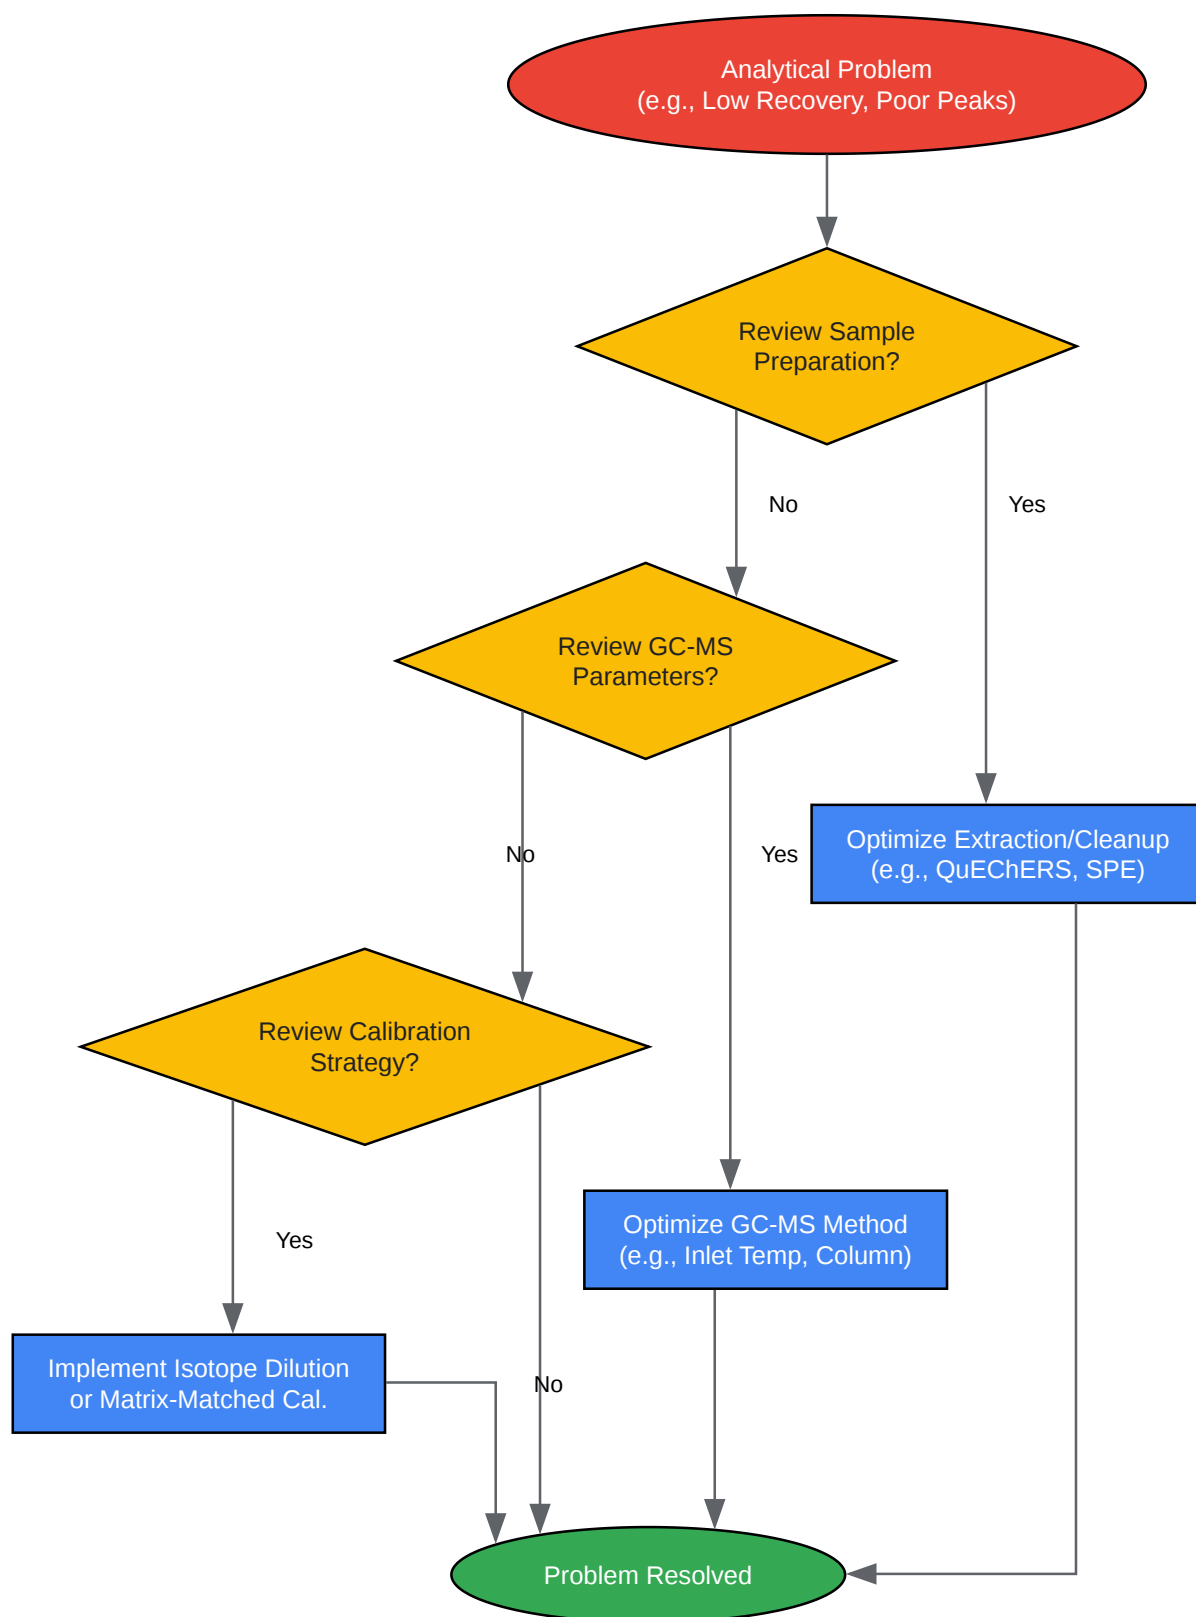 Analytical Problem
(e.g., Low Recovery, Poor Peaks)
Review Sample
Preparation?
No
Yes
Review GC-MS
Parameters?
No
Yes
Optimize Extraction/Cleanup
(e.g., QuEChERS, SPE)
Review Calibration
Strategy?
Yes
Optimize GC-MS Method
(e.g., Inlet Temp, Column)
Implement Isotope Dilution
or Matrix-Matched Cal.
No
Problem Resolved